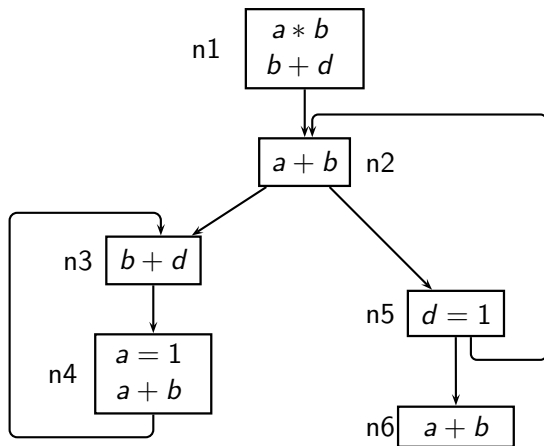 n1
a ∗ b
b + d
a + b
n2
n3
b + d
n5
d = 1
n4
a = 1
a + b
n6
a + b